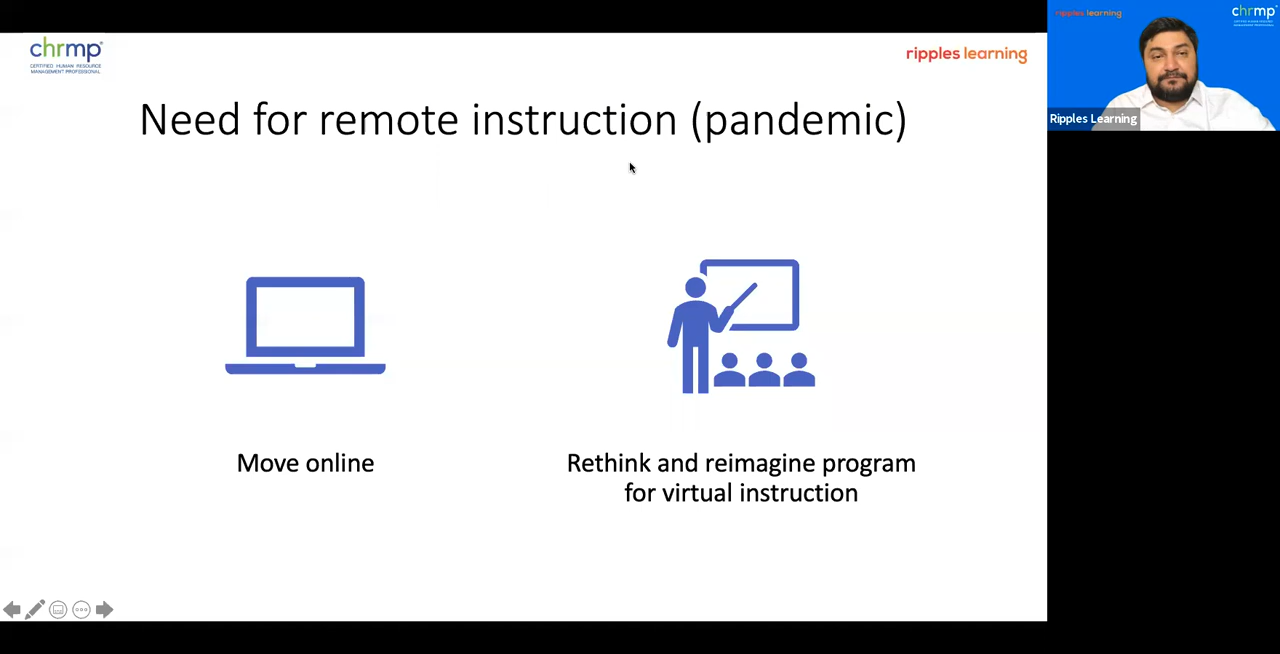 chrmp
CERTIFIED HUMAN RESOURCE
MANAGEMENT PROFESSIONAL
ripples learning
Need for remote instruction (pandemic)
Move online
Rethink and reimagine program
for virtual instruction
ripples learning
chrmp
Ripples Learning